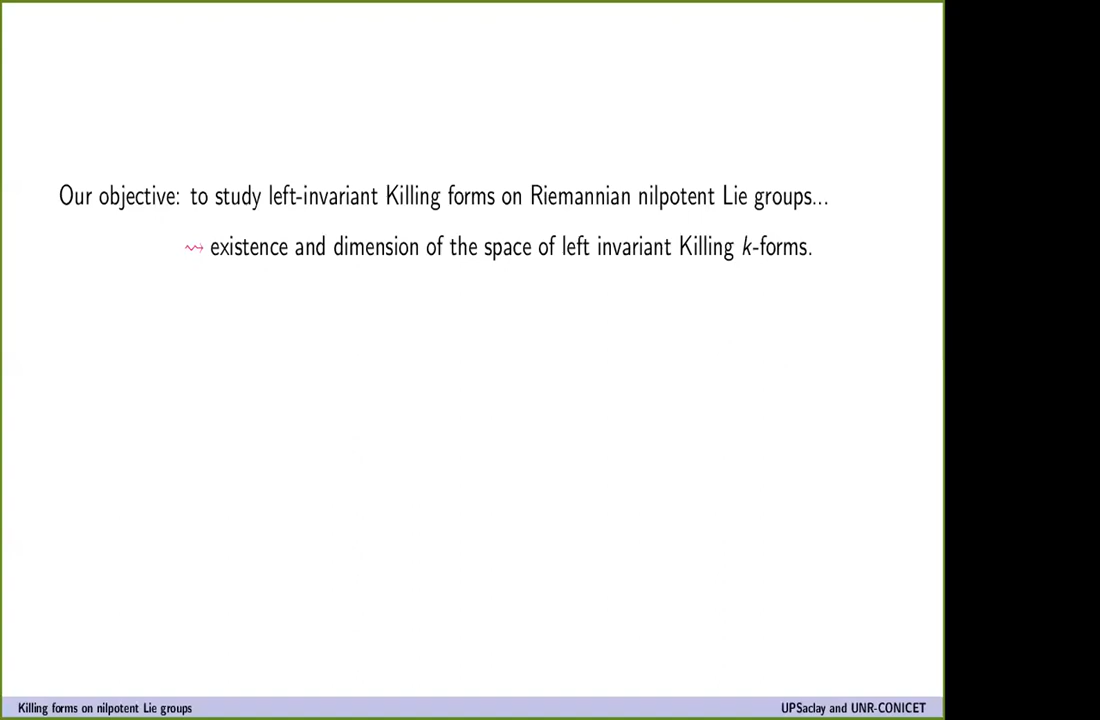 Our objective: to study left-invariant Killing forms on Riemannian nilpotent Lie groups...
⇝ existence and dimension of the space of left invariant Killing k-forms.
Killing forms on nilpotent Lie groups
UPSaclay and UNR-CONICET